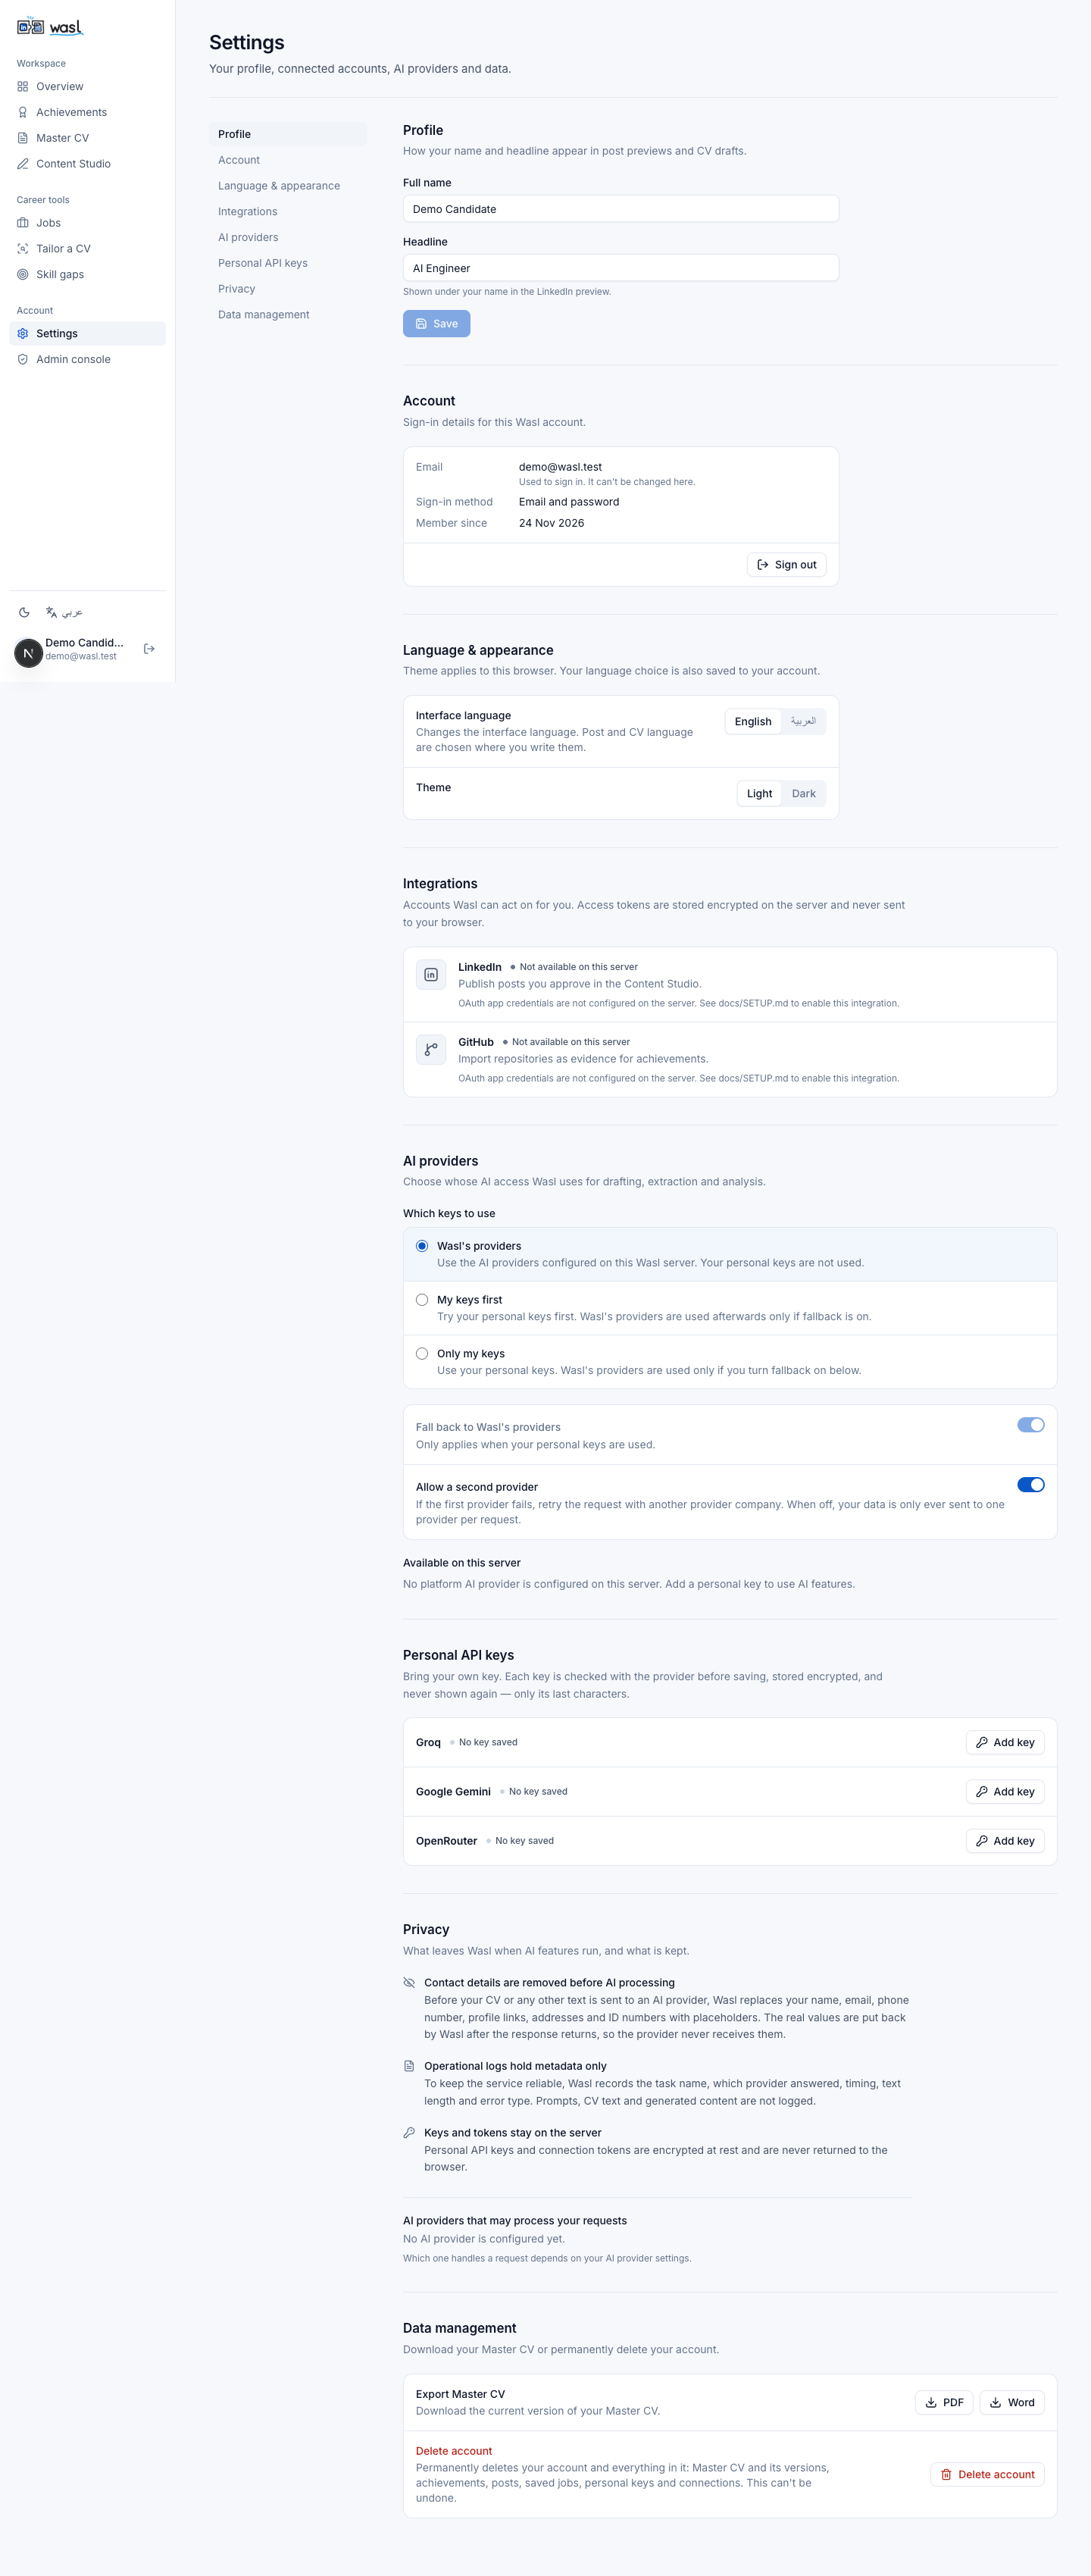 in wasl
Workspace
Overview
Achievements
Master CV
Content Studio
Career tools
Jobs
Tailor a CV
Skill gaps
Account
Settings
Admin console
عربي
N
Demo Candid...
demo@wasl.test
Settings
Your profile, connected accounts, AI providers and data.
Profile
Account
Language & appearance
Integrations
AI providers
Personal API keys
Privacy
Data management
Profile
How your name and headline appear in post previews and CV drafts.
Full name
Demo Candidate
Headline
AI Engineer
Shown under your name in the LinkedIn preview.
Save
Account
Sign-in details for this Wasl account.
Email demo@wasl.test
Used to sign in. It can't be changed here.
Sign-in method Email and password
Member since 24 Nov 2026
Sign out
Language & appearance
Theme applies to this browser. Your language choice is also saved to your account.
Interface language
Changes the interface language. Post and CV language
are chosen where you write them.
English العربية
Theme
Light Dark
Integrations
Accounts Wasl can act on for you. Access tokens are stored encrypted on the server and never sent
to your browser.
in
LinkedIn Not available on this server
Publish posts you approve in the Content Studio.
OAuth app credentials are not configured on the server. See docs/SETUP.md to enable this integration.
GitHub Not available on this server
Import repositories as evidence for achievements.
OAuth app credentials are not configured on the server. See docs/SETUP.md to enable this integration.
AI providers
Choose whose AI access Wasl uses for drafting, extraction and analysis.
Which keys to use
Wasl's providers
Use the AI providers configured on this Wasl server. Your personal keys are not used.
My keys first
Try your personal keys first. Wasl's providers are used afterwards only if fallback is on.
Only my keys
Use your personal keys. Wasl's providers are used only if you turn fallback on below.
Fall back to Wasl's providers
Only applies when your personal keys are used.
Allow a second provider
If the first provider fails, retry the request with another provider company. When off, your data is only ever sent to one
provider per request.
Available on this server
No platform AI provider is configured on this server. Add a personal key to use AI features.
Personal API keys
Bring your own key. Each key is checked with the provider before saving, stored encrypted, and
never shown again — only its last characters.
Groq No key saved
Add key
Google Gemini No key saved
Add key
OpenRouter No key saved
Add key
Privacy
What leaves Wasl when AI features run, and what is kept.
Contact details are removed before AI processing
Before your CV or any other text is sent to an AI provider, Wasl replaces your name, email, phone
number, profile links, addresses and ID numbers with placeholders. The real values are put back
by Wasl after the response returns, so the provider never receives them.
Operational logs hold metadata only
To keep the service reliable, Wasl records the task name, which provider answered, timing, text
length and error type. Prompts, CV text and generated content are not logged.
Keys and tokens stay on the server
Personal API keys and connection tokens are encrypted at rest and are never returned to the
browser.
AI providers that may process your requests
No AI provider is configured yet.
Which one handles a request depends on your AI provider settings.
Data management
Download your Master CV or permanently delete your account.
Export Master CV
Download the current version of your Master CV.
PDF Word
Delete account
Permanently deletes your account and everything in it: Master CV and its versions,
achievements, posts, saved jobs, personal keys and connections. This can't be
undone.
Delete account